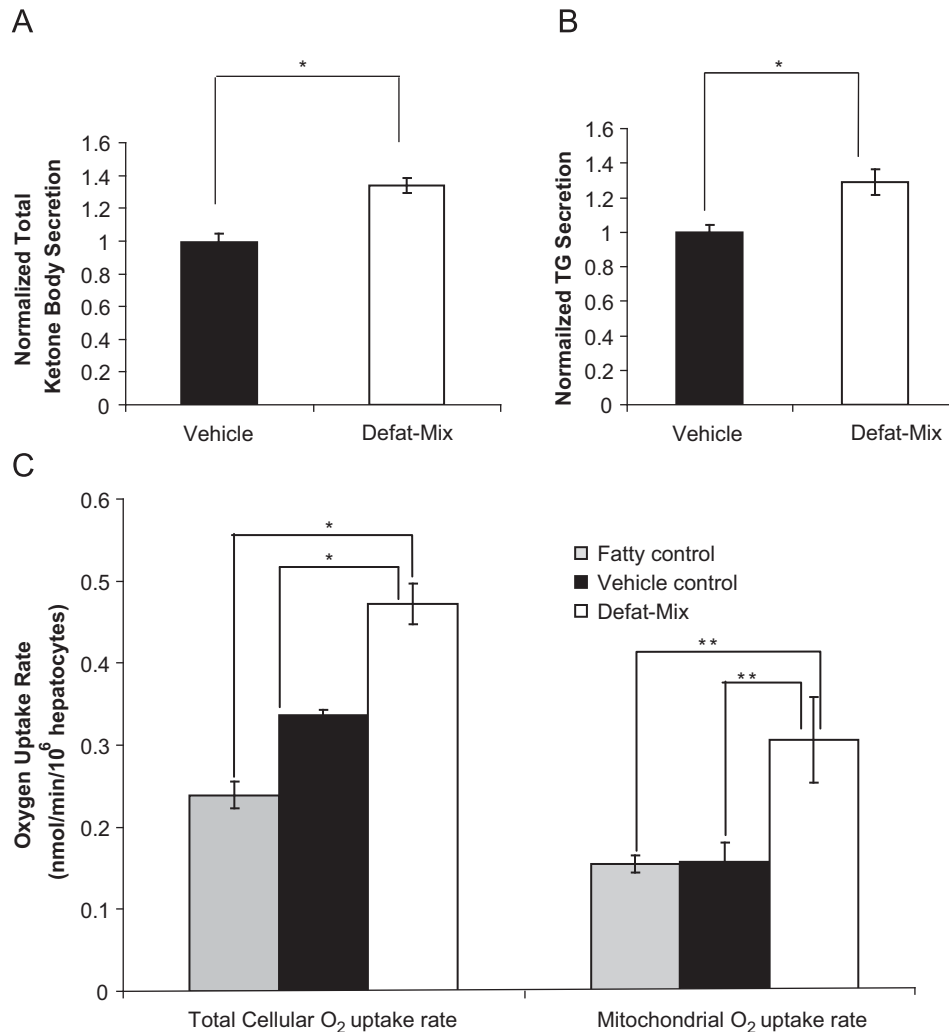 A
*
Normalized Total
Ketone Body Secretion
1.6
1.4
1.2
1
0.8
0.6
0.4
0.2
0
Vehicle
Defat-Mix
B
*
Normailzed TG Secretion
1.6
1.4
1.2
1
0.8
0.6
0.4
0.2
0
Vehicle
Defat-Mix
C
Oxygen Uptake Rate
(nmol/min/10⁶ hepatocytes)
0.6
0.5
0.4
0.3
0.2
0.1
0
*
*
Fatty control
Vehicle control
Defat-Mix
**
**
Total Cellular O₂ uptake rate
Mitochondrial O₂ uptake rate